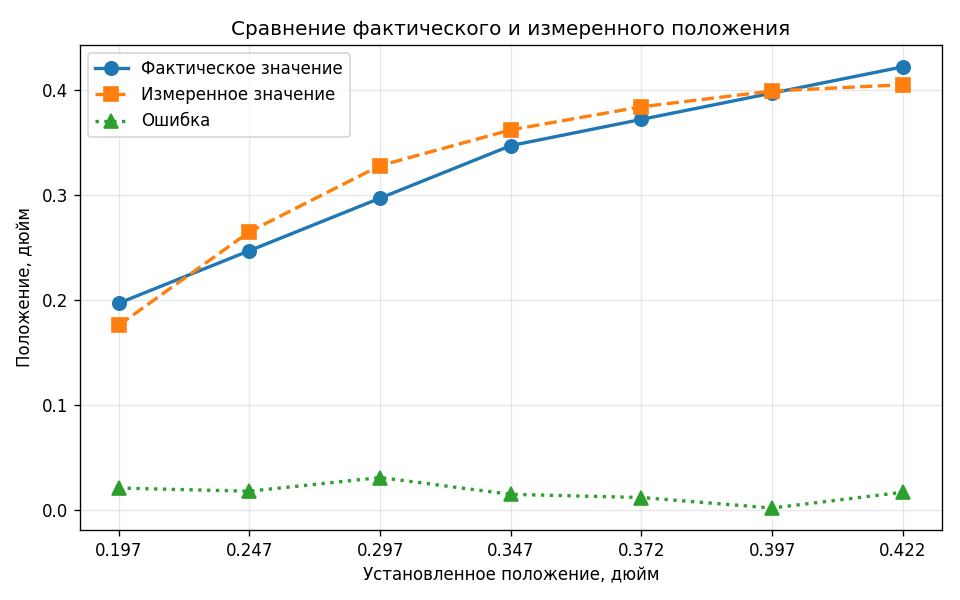 Сравнение фактического и измеренного положения
Фактическое значение
Измеренное значение
Ошибка
Положение, дюйм
0.4
0.3
0.2
0.1
0.0
0.197 0.247 0.297 0.347 0.372 0.397 0.422
Установленное положение, дюйм